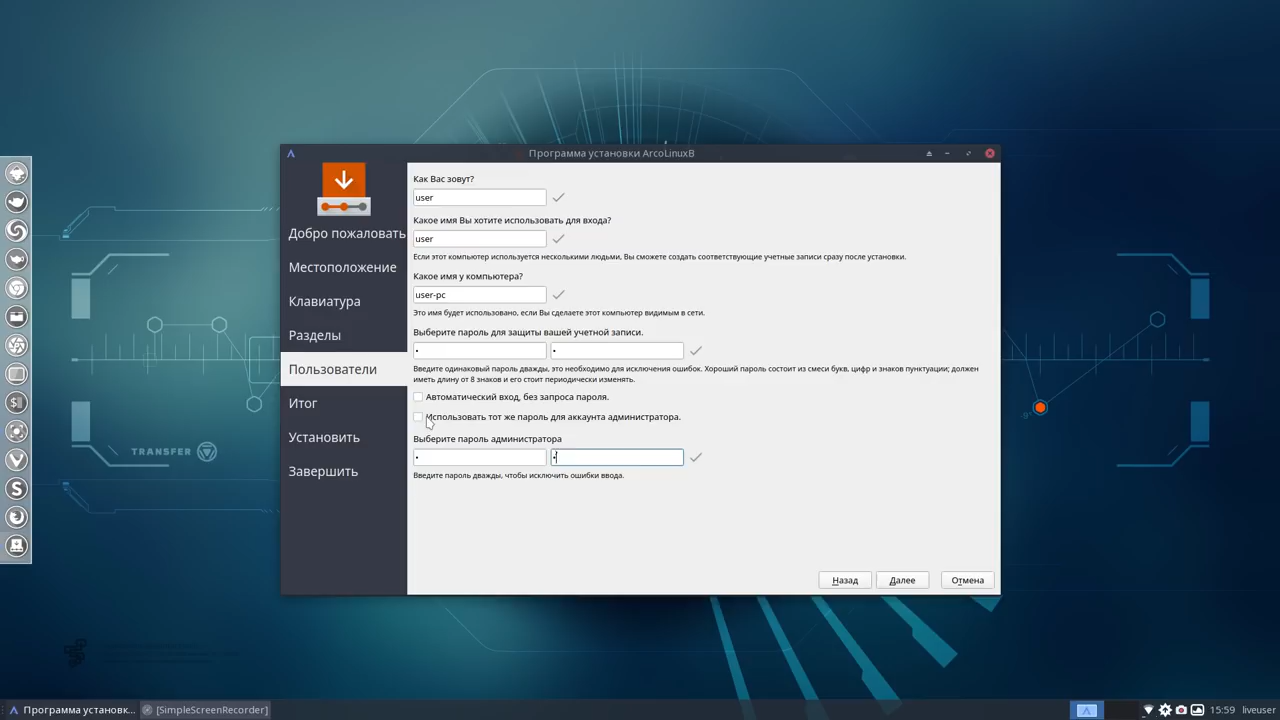 Программа установки ArcoLinuxB
Добро пожаловать
Местоположение
Клавиатура
Разделы
Пользователи
Итог
Установить
Завершить
Как Вас зовут?
user
Какое имя Вы хотите использовать для входа?
user
Если этот компьютер используется несколькими людьми, Вы сможете создать соответствующие учетные записи сразу после установки.
Какое имя у компьютера?
user-pc
Это имя будет использовано, если Вы сделаете этот компьютер видимым в сети.
Выберите пароль для защиты вашей учетной записи.
Введите одинаковый пароль дважды, это необходимо для исключения ошибок. Хороший пароль состоит из смеси букв, цифр и знаков пунктуации; должен
иметь длину от 8 знаков и его стоит периодически изменять.
Автоматический вход, без запроса пароля.
Использовать тот же пароль для аккаунта администратора.
Выберите пароль администратора
Введите пароль дважды, чтобы исключить ошибки ввода.
Назад
Далее
Отмена
TRANSFER
Программа установк...
[SimpleScreenRecorder]
15:59
liveuser